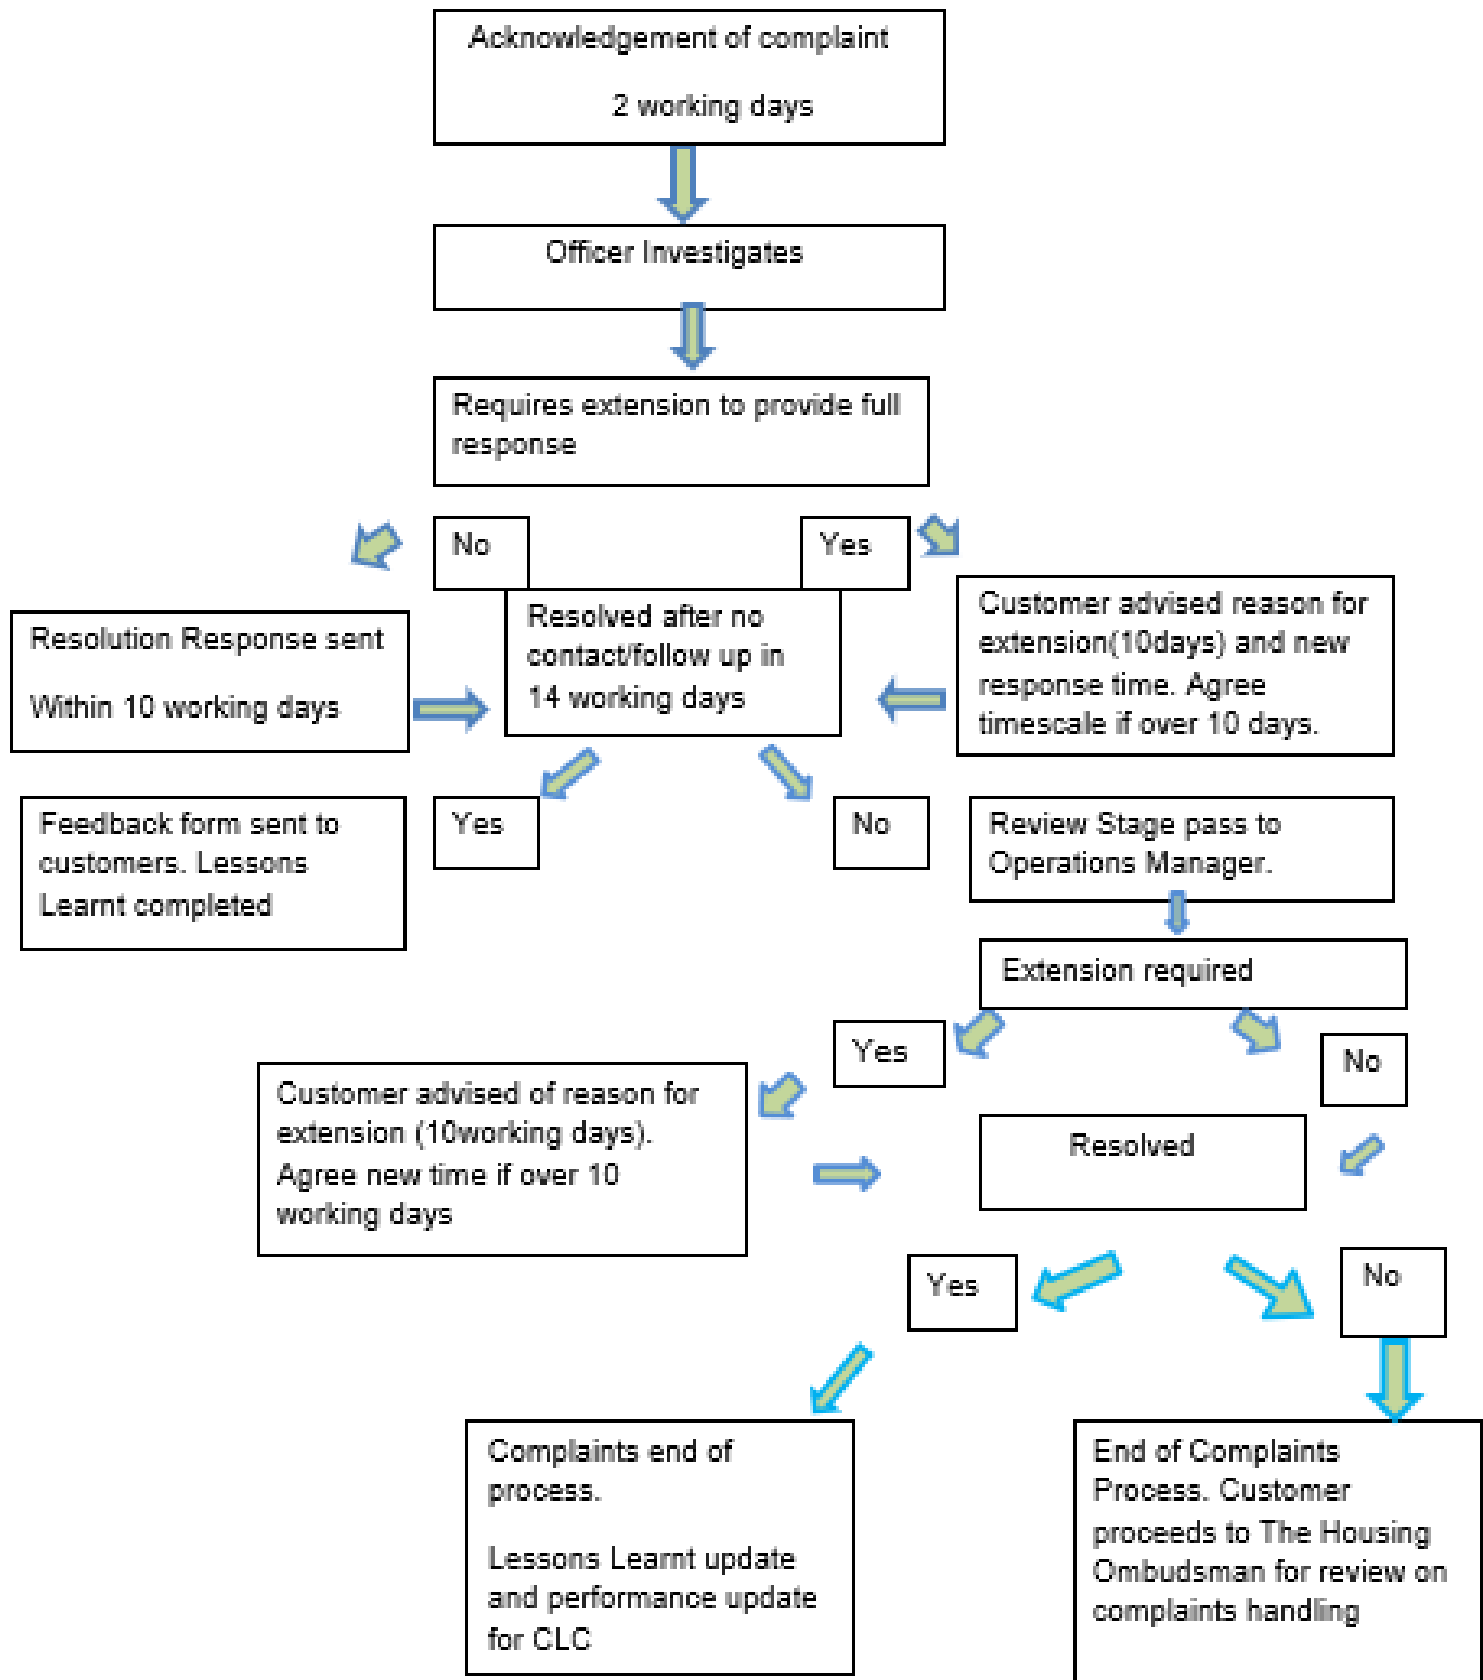 Acknowledgement of complaint
2 working days
Officer Investigates
Requires extension to provide full
response
No
Yes
Resolution Response sent
Within 10 working days
Resolved after no
contact/follow up in
14 working days
Customer advised reason for
extension(10days) and new
response time. Agree
timescale if over 10 days.
Feedback form sent to
customers. Lessons
Learnt completed
Yes
No
Review Stage pass to
Operations Manager.
Extension required
Yes
No
Customer advised of reason for
extension (10working days).
Agree new time if over 10
working days
Resolved
Yes
No
Complaints end of
process.
Lessons Learnt update
and performance update
for CLC
End of Complaints
Process. Customer
proceeds to The Housing
Ombudsman for review on
complaints handling